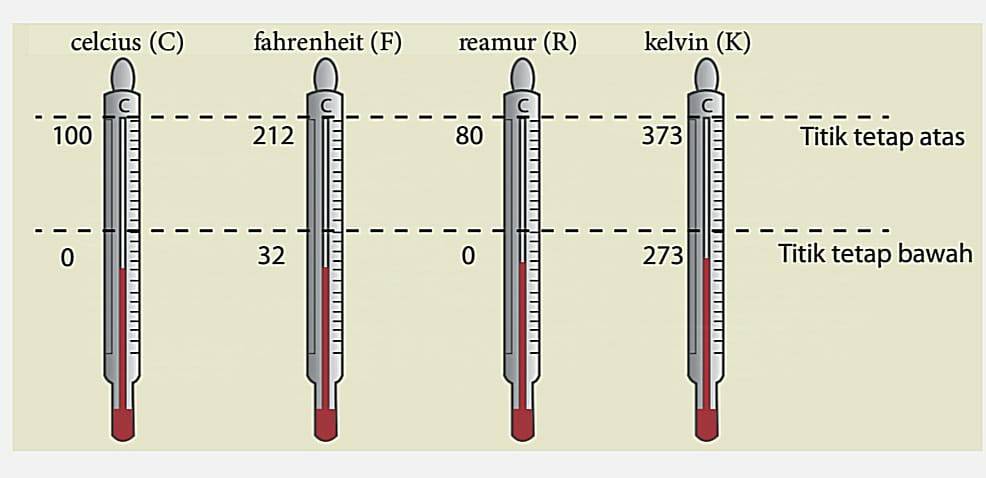 celcius (C) fahrenheit (F) reamur (R) kelvin (K)
C C C C
100 212 80 373 Titik tetap atas
0 32 0 273 Titik tetap bawah